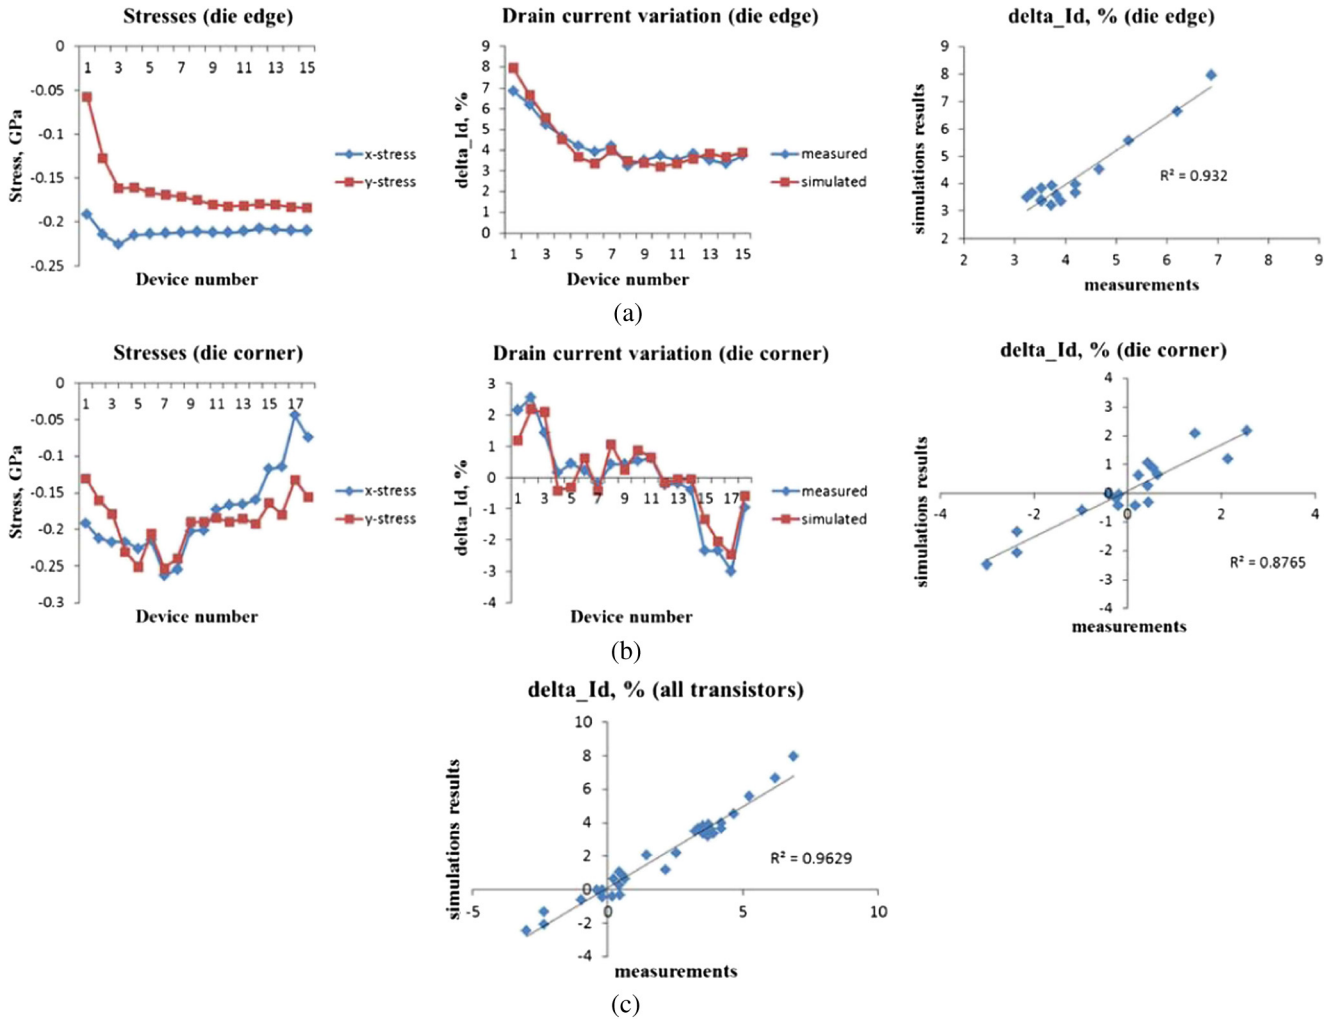 Stresses (die edge)
0
1 3 5 7 9 11 13 15
-0.05
-0.1
-0.15
-0.2
-0.25
Stress, GPa
Device number
x-stress
y-stress
Drain current variation (die edge)
9
8
7
6
5
4
3
2
1
0
1 3 5 7 9 11 13 15
delta_Id, %
Device number
measured
simulated
delta_Id, % (die edge)
9
8
7
6
5
4
3
2
2 3 4 5 6 7 8 9
simulations results
R² = 0.932
measurements
(a)
Stresses (die corner)
0
1 3 5 7 9 11 13 15 17
-0.05
-0.1
-0.15
-0.2
-0.25
-0.3
Stress, GPa
Device number
x-stress
y-stress
Drain current variation (die corner)
3
2
1
0
1 3 5 7 9 11 13 15 17
-1
-2
-3
-4
delta_Id, %
Device number
measured
simulated
delta_Id, % (die corner)
4
3
2
1
0
-4 -2 0 2 4
-1
-2
-3
-4
simulations results
R² = 0.8765
measurements
(b)
delta_Id, % (all transistors)
10
8
6
4
2
0
-5 0 5 10
-2
-4
simulations results
R² = 0.9629
measurements
(c)